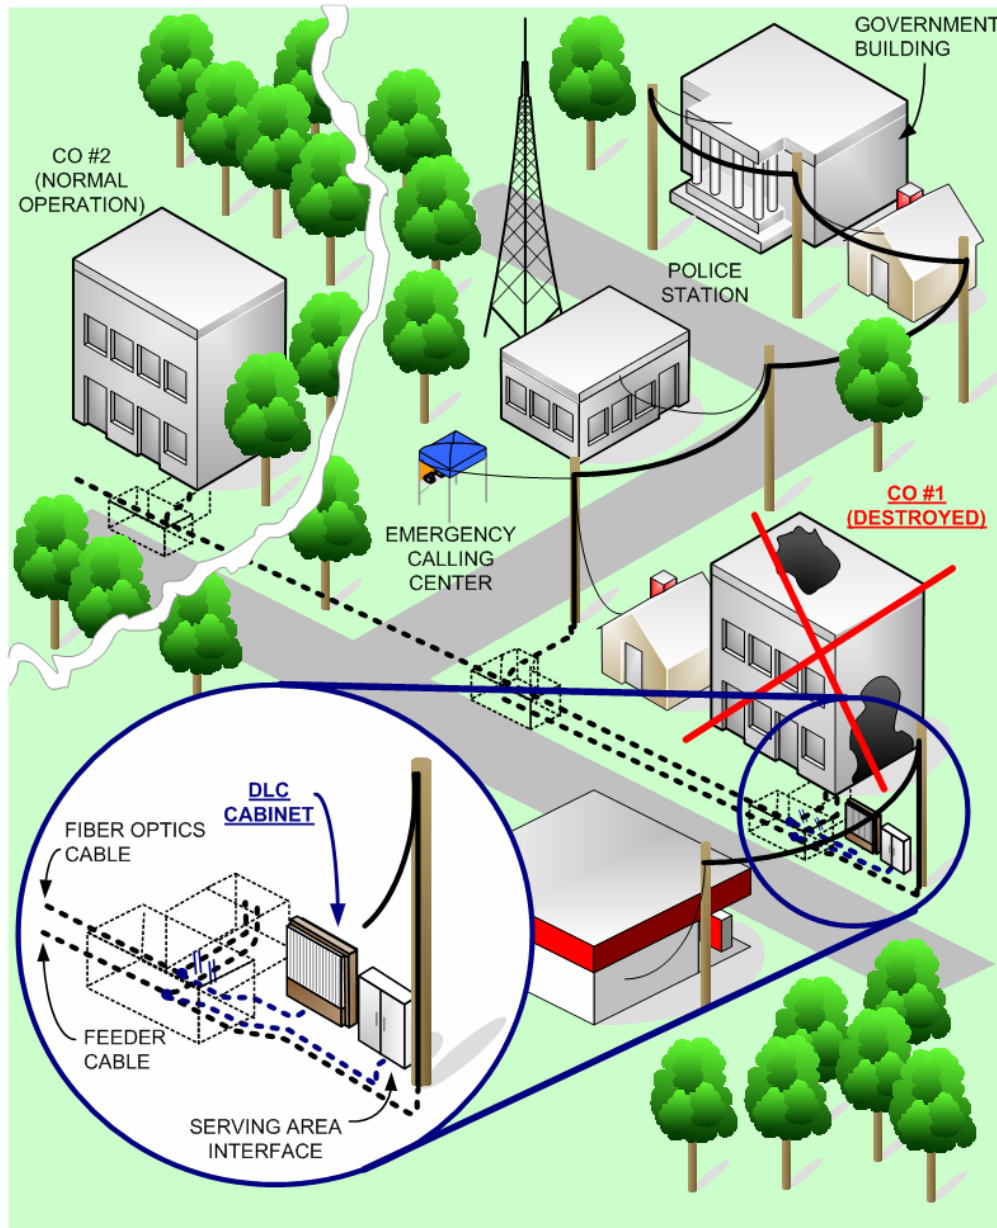 GOVERNMENT
BUILDING
CO #2
(NORMAL
OPERATION)
POLICE
STATION
CO #1
(DESTROYED)
EMERGENCY
CALLING
CENTER
DLC
CABINET
FIBER OPTICS
CABLE
FEEDER
CABLE
SERVING AREA
INTERFACE